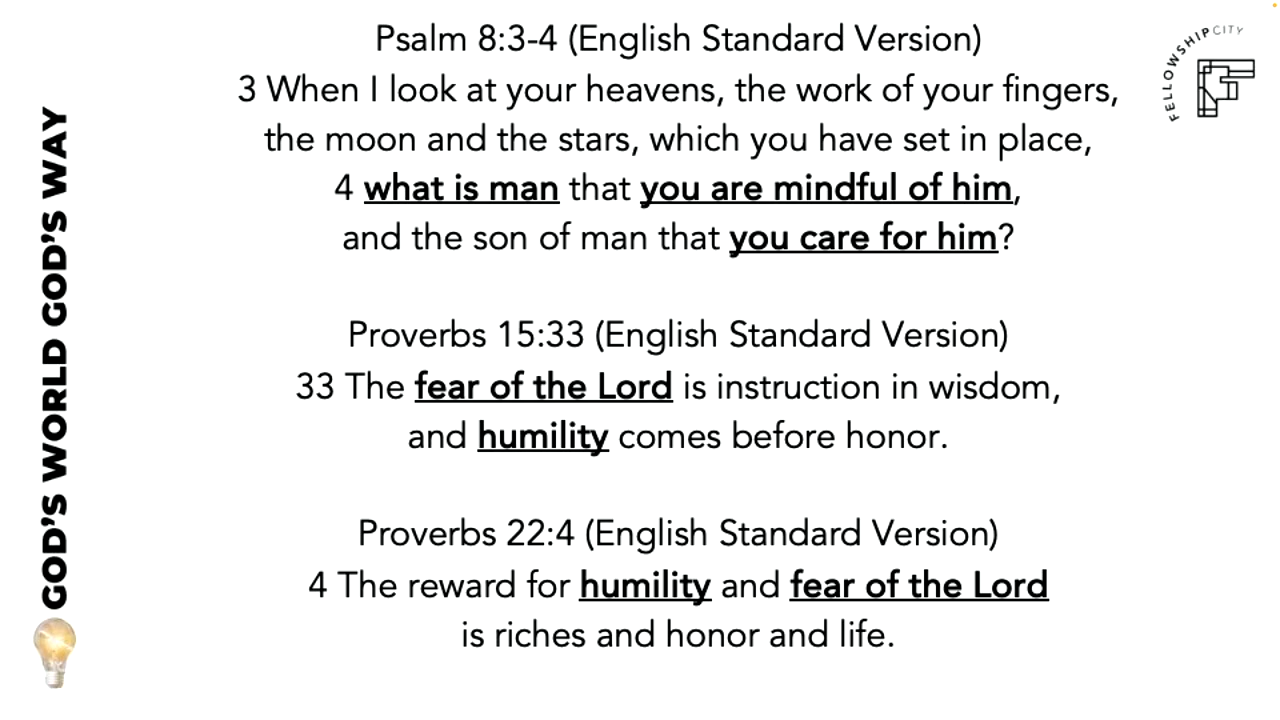 Psalm 8:3-4 (English Standard Version)
3 When I look at your heavens, the work of your fingers,
the moon and the stars, which you have set in place,
4 what is man that you are mindful of him,
and the son of man that you care for him?
Proverbs 15:33 (English Standard Version)
33 The fear of the Lord is instruction in wisdom,
and humility comes before honor.
Proverbs 22:4 (English Standard Version)
4 The reward for humility and fear of the Lord
is riches and honor and life.
GOD'S WORLD GOD'S WAY
FELLOWSHIPCITY